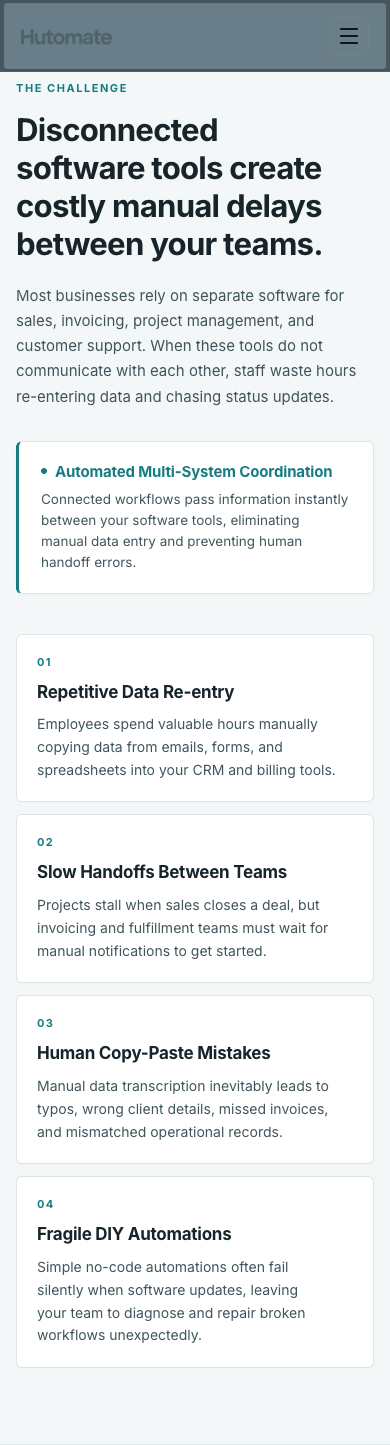 Hutomate
THE CHALLENGE
Disconnected
software tools create
costly manual delays
between your teams.
Most businesses rely on separate software for
sales, invoicing, project management, and
customer support. When these tools do not
communicate with each other, staff waste hours
re-entering data and chasing status updates.
Automated Multi-System Coordination
Connected workflows pass information instantly
between your software tools, eliminating
manual data entry and preventing human
handoff errors.
01
Repetitive Data Re-entry
Employees spend valuable hours manually
copying data from emails, forms, and
spreadsheets into your CRM and billing tools.
02
Slow Handoffs Between Teams
Projects stall when sales closes a deal, but
invoicing and fulfillment teams must wait for
manual notifications to get started.
03
Human Copy-Paste Mistakes
Manual data transcription inevitably leads to
typos, wrong client details, missed invoices,
and mismatched operational records.
04
Fragile DIY Automations
Simple no-code automations often fail
silently when software updates, leaving
your team to diagnose and repair broken
workflows unexpectedly.